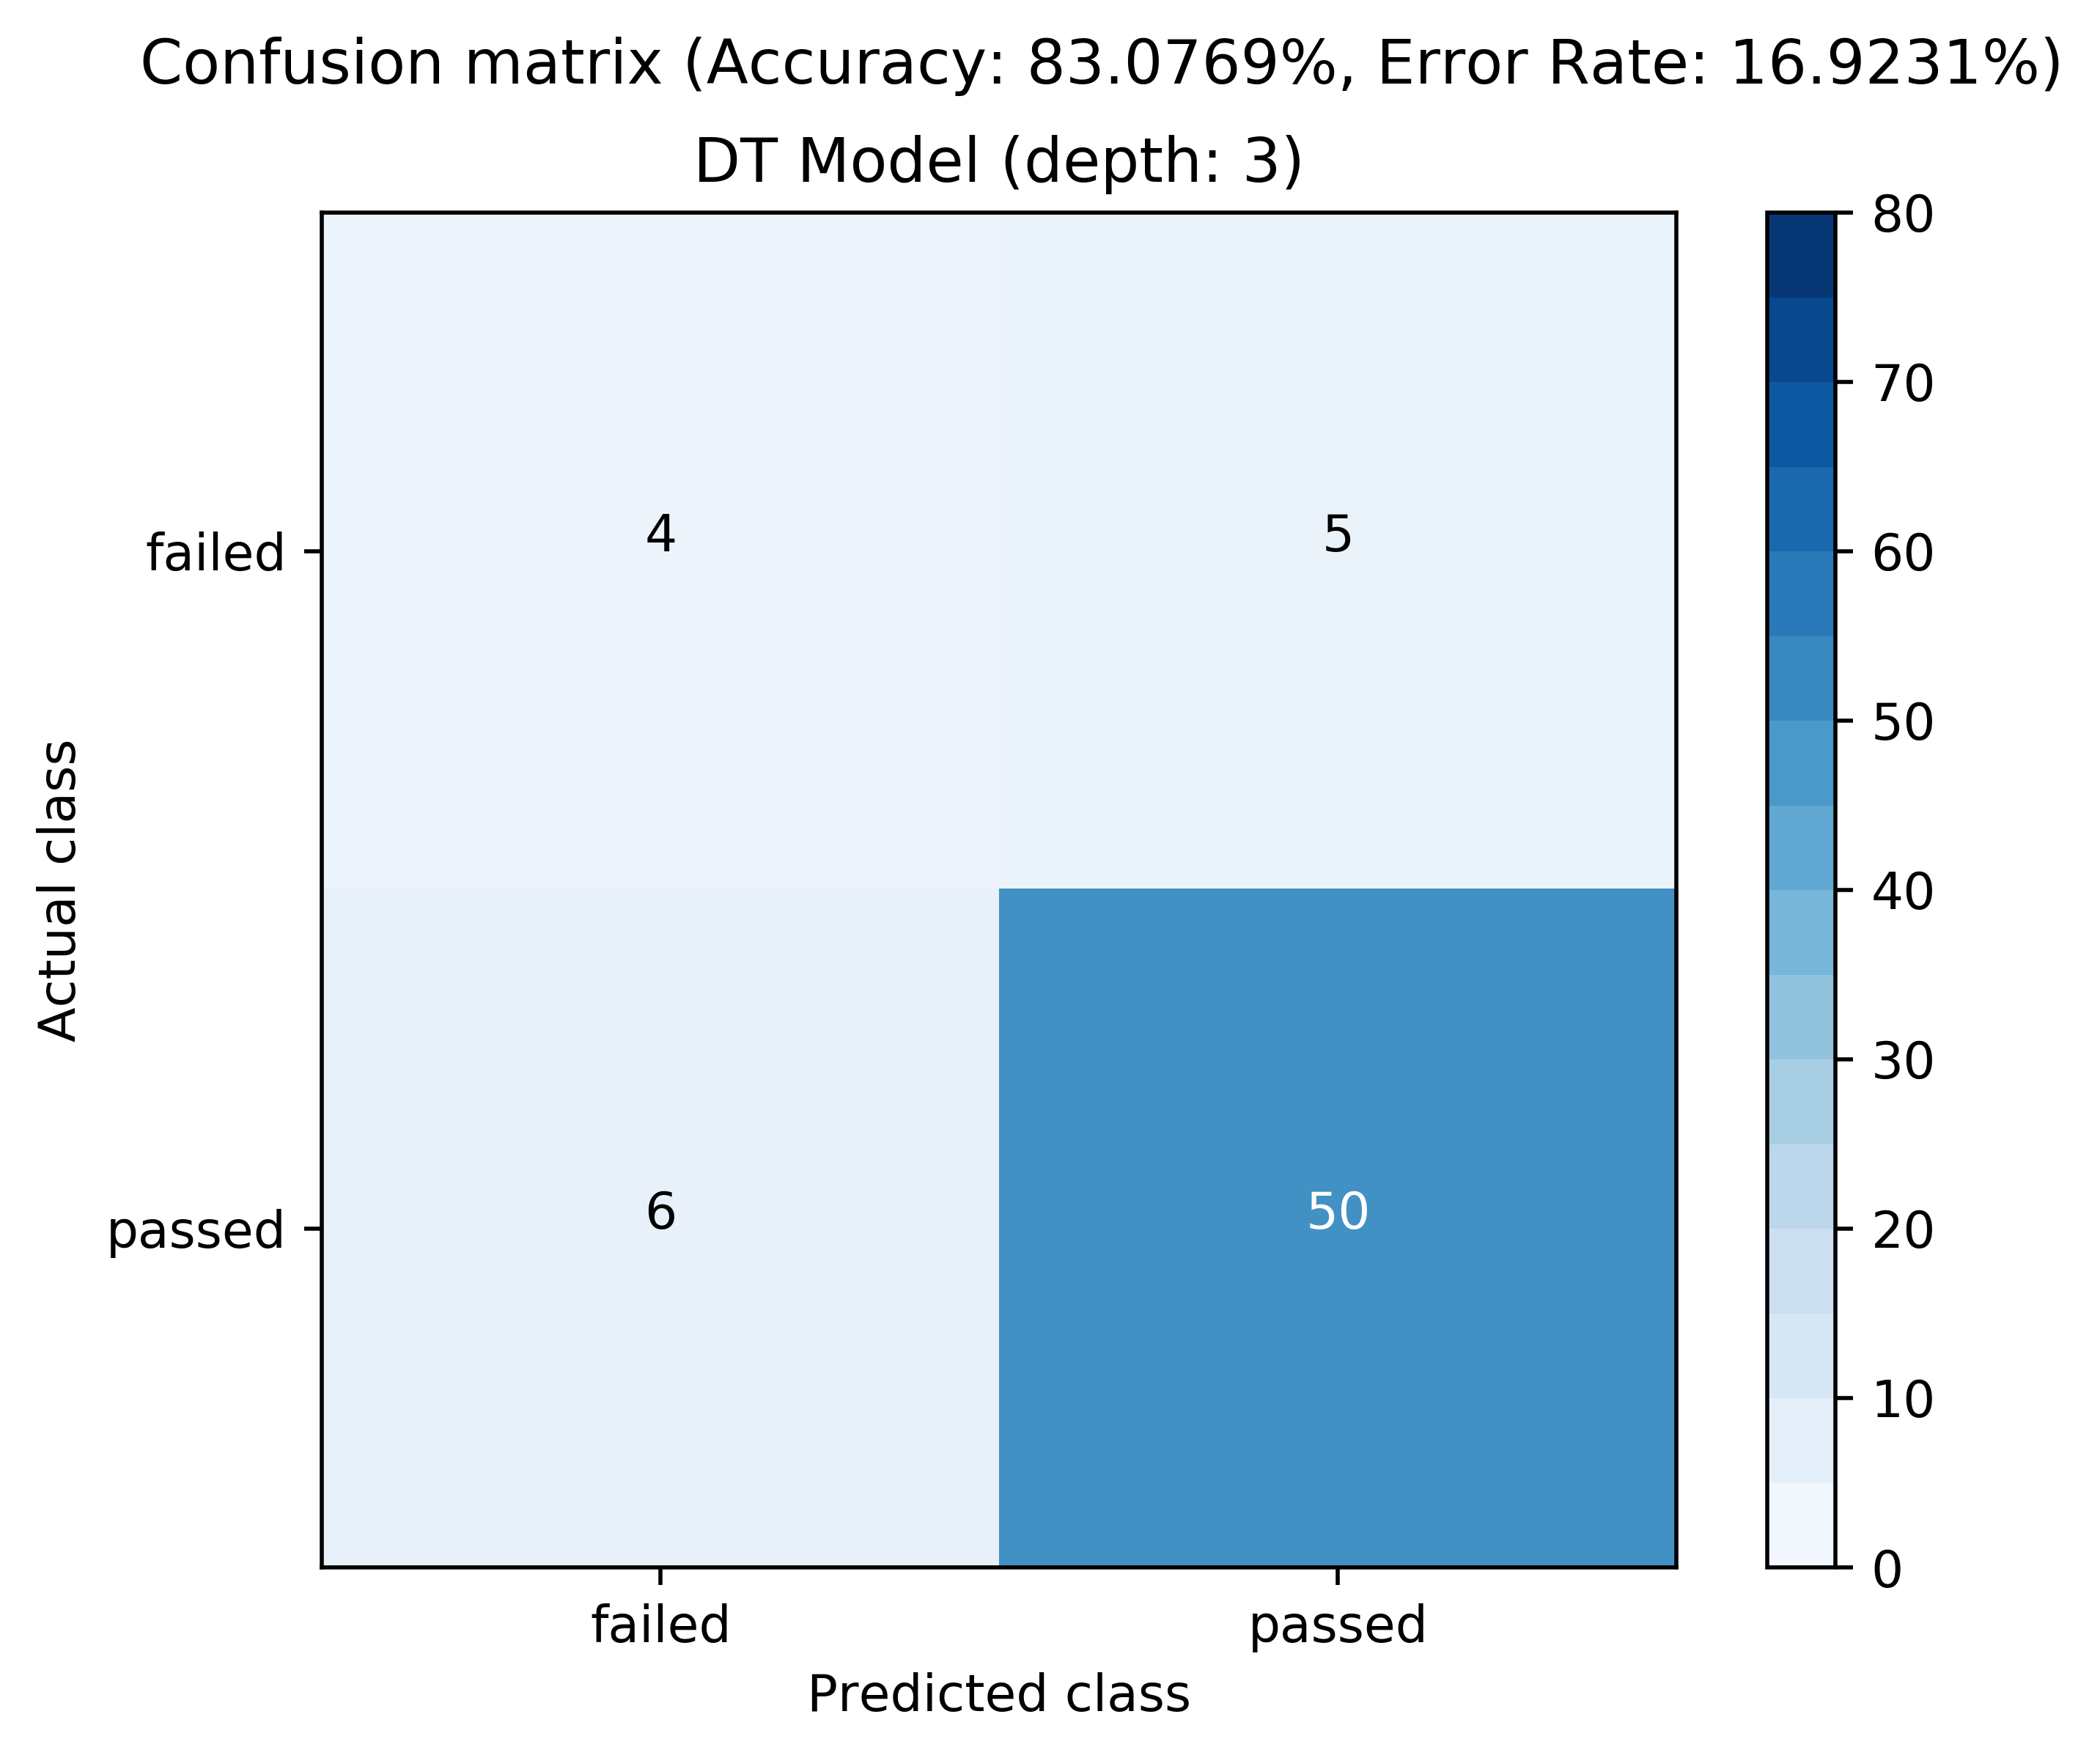 Confusion matrix (Accuracy: 83.0769%, Error Rate: 16.9231%)
DT Model (depth: 3)
Actual class
failed
passed
4
5
6
50
failed
passed
Predicted class
80
70
60
50
40
30
20
10
0